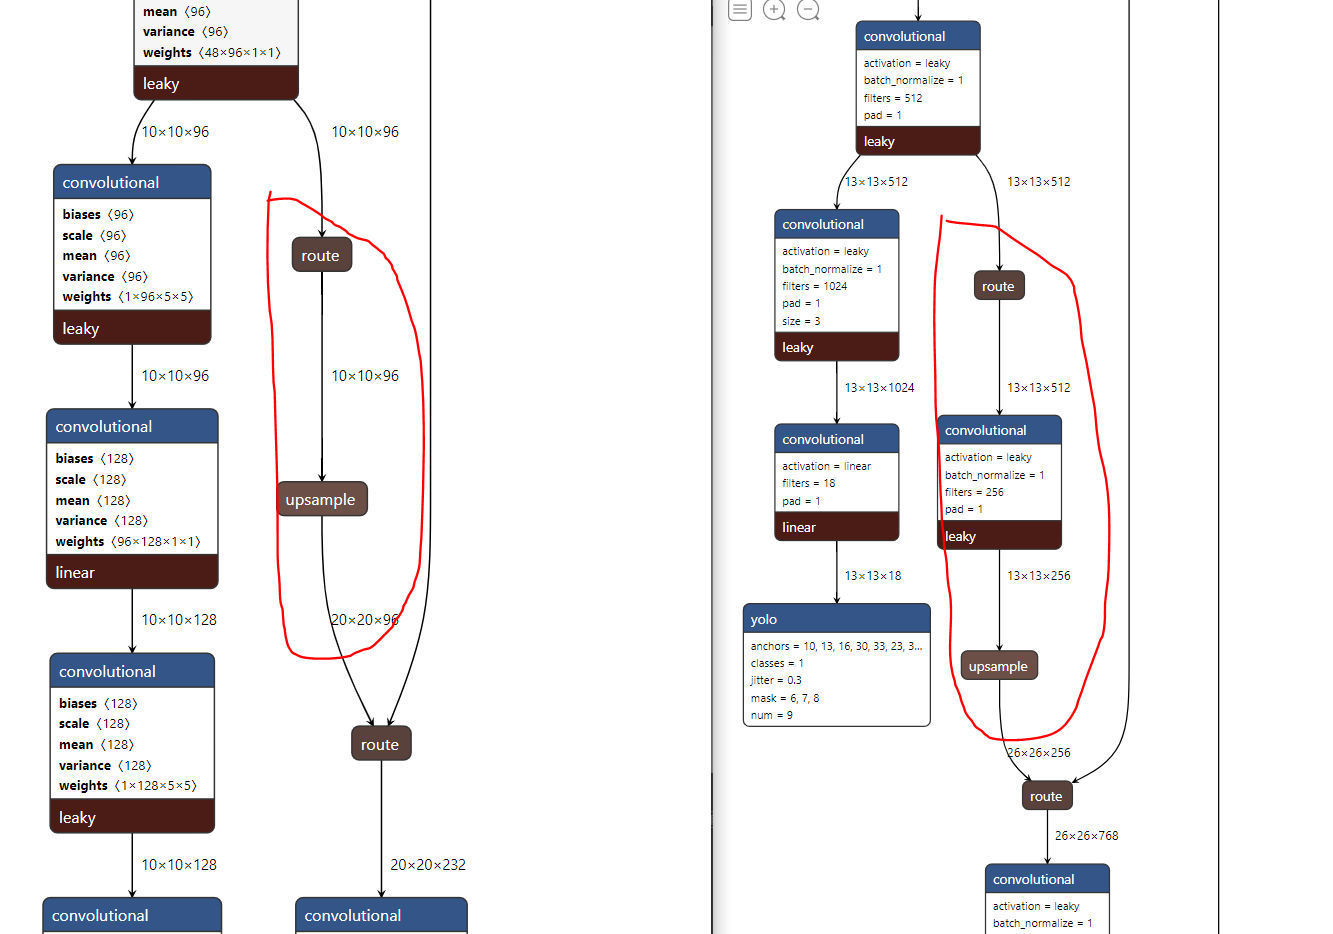 mean ⟨96⟩
variance ⟨96⟩
weights ⟨48×96×1×1⟩
leaky
10×10×96
10×10×96
convolutional
biases ⟨96⟩
scale ⟨96⟩
mean ⟨96⟩
variance ⟨96⟩
weights ⟨1×96×5×5⟩
leaky
route
10×10×96
10×10×96
convolutional
biases ⟨128⟩
scale ⟨128⟩
mean ⟨128⟩
variance ⟨128⟩
weights ⟨96×128×1×1⟩
linear
upsample
10×10×128
20×20×96
convolutional
biases ⟨128⟩
scale ⟨128⟩
mean ⟨128⟩
variance ⟨128⟩
weights ⟨1×128×5×5⟩
leaky
route
10×10×128
20×20×232
convolutional
convolutional
convolutional
activation = leaky
batch_normalize = 1
filters = 512
pad = 1
leaky
13×13×512
13×13×512
convolutional
activation = leaky
batch_normalize = 1
filters = 1024
pad = 1
size = 3
leaky
route
13×13×1024
13×13×512
convolutional
activation = linear
filters = 18
pad = 1
linear
convolutional
activation = leaky
batch_normalize = 1
filters = 256
pad = 1
leaky
13×13×18
13×13×256
yolo
anchors = 10, 13, 16, 30, 33, 23, 3...
classes = 1
jitter = 0.3
mask = 6, 7, 8
num = 9
upsample
26×26×256
route
26×26×768
convolutional
activation = leaky
batch_normalize = 1